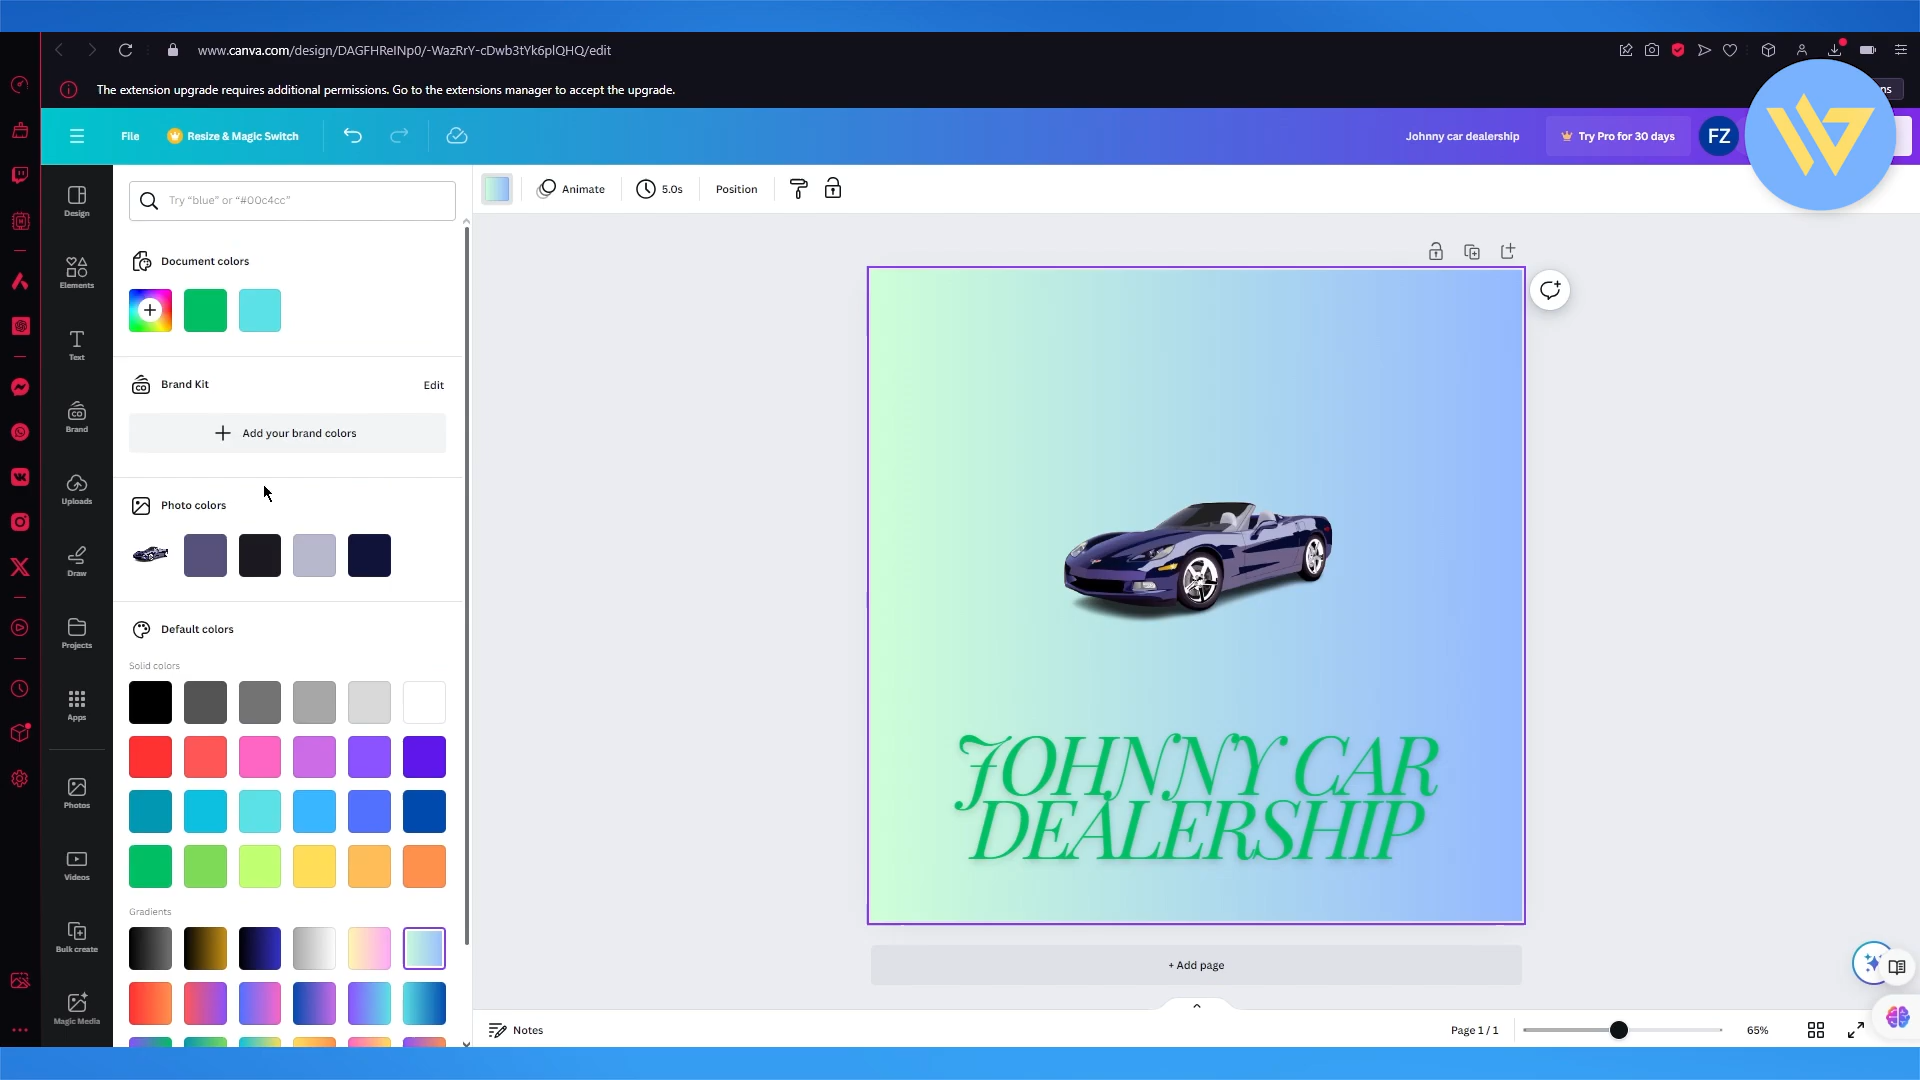 www.canva.com/design/DAGFHReINp0/-WazRrY-cDwb3tYk6plQHQ/edit
The extension upgrade requires additional permissions. Go to the extensions manager to accept the upgrade.
ns
File
Resize & Magic Switch
Johnny car dealership
Try Pro for 30 days
FZ
Design
Elements
Text
Brand
Uploads
Draw
Projects
Apps
Photos
Videos
Bulk create
Magic Media
Try “blue” or “#00c4cc”
Document colors
Brand Kit
Edit
Add your brand colors
Photo colors
Default colors
Solid colors
Gradients
Animate
5.0s
Position
JOHNNY CAR
DEALERSHIP
+ Add page
Notes
Page 1 / 1
65%